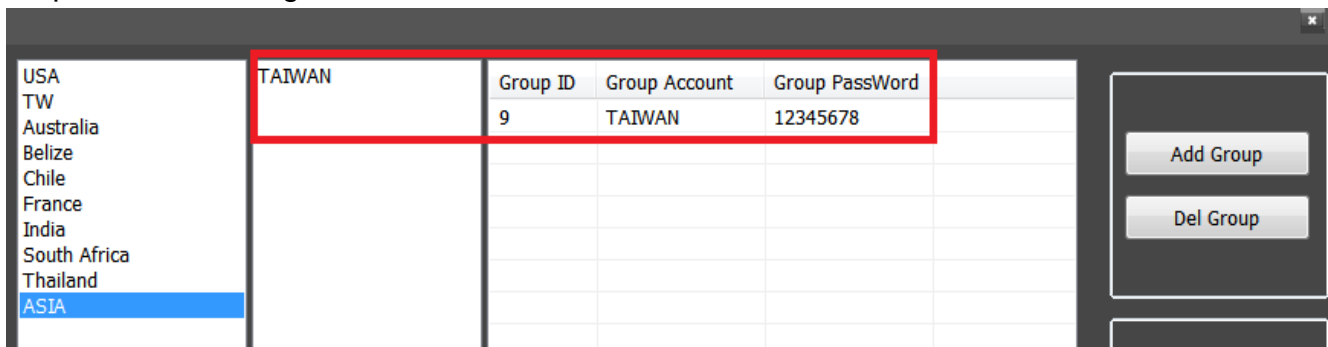 USA
TW
Australia
Belize
Chile
France
India
South Africa
Thailand
ASIA
TAIWAN
Group ID Group Account Group PassWord
9 TAIWAN 12345678
Add Group
Del Group